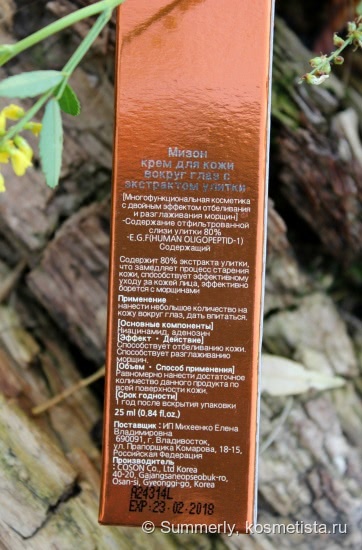 Мизон
крем для кожи
вокруг глаз с
экстрактом улитки
[Многофункциональная косметика
с двойным эффектом отбеливания
и разглаживания морщин]
-Содержание отфильтрованной
слизи улитки 80%
-E.G.F(HUMAN OLIGOPEPTID-1)
Содержащий
Содержит 80% экстракта улитки,
что замедляет процесс старения
кожи, способствует эффективному
уходу за кожей лица, эффективно
борется с морщинами
Применение
нанести небольшое количество на
кожу вокруг глаз, дать впитаться.
[Основные компоненты]
Ниацинамид, аденозин
[Эффект · Действие]
Способствует отбеливанию кожи.
Способствует разглаживанию
морщин.
[Объем · Способ применения]
Равномерно нанести достаточное
количество данного продукта по
всей поверхности кожи.
[Срок годности]
1 год после вскрытия упаковки
25 ml (0,84 fl.oz.)
Поставщик : ИП Михеенко Елена
Владимировна
690091, г. Владивосток,
ул. Прапорщика Комарова, 18-15,
Российская Федерация
Производитель :
COSON Co., Ltd Korea
40-20, Gajangsaneopseobuk-ro,
Osan-si, Gyeonggi-go, Korea
A24314L
EXP-23-02-2018
© Summerly, kosmetista.ru